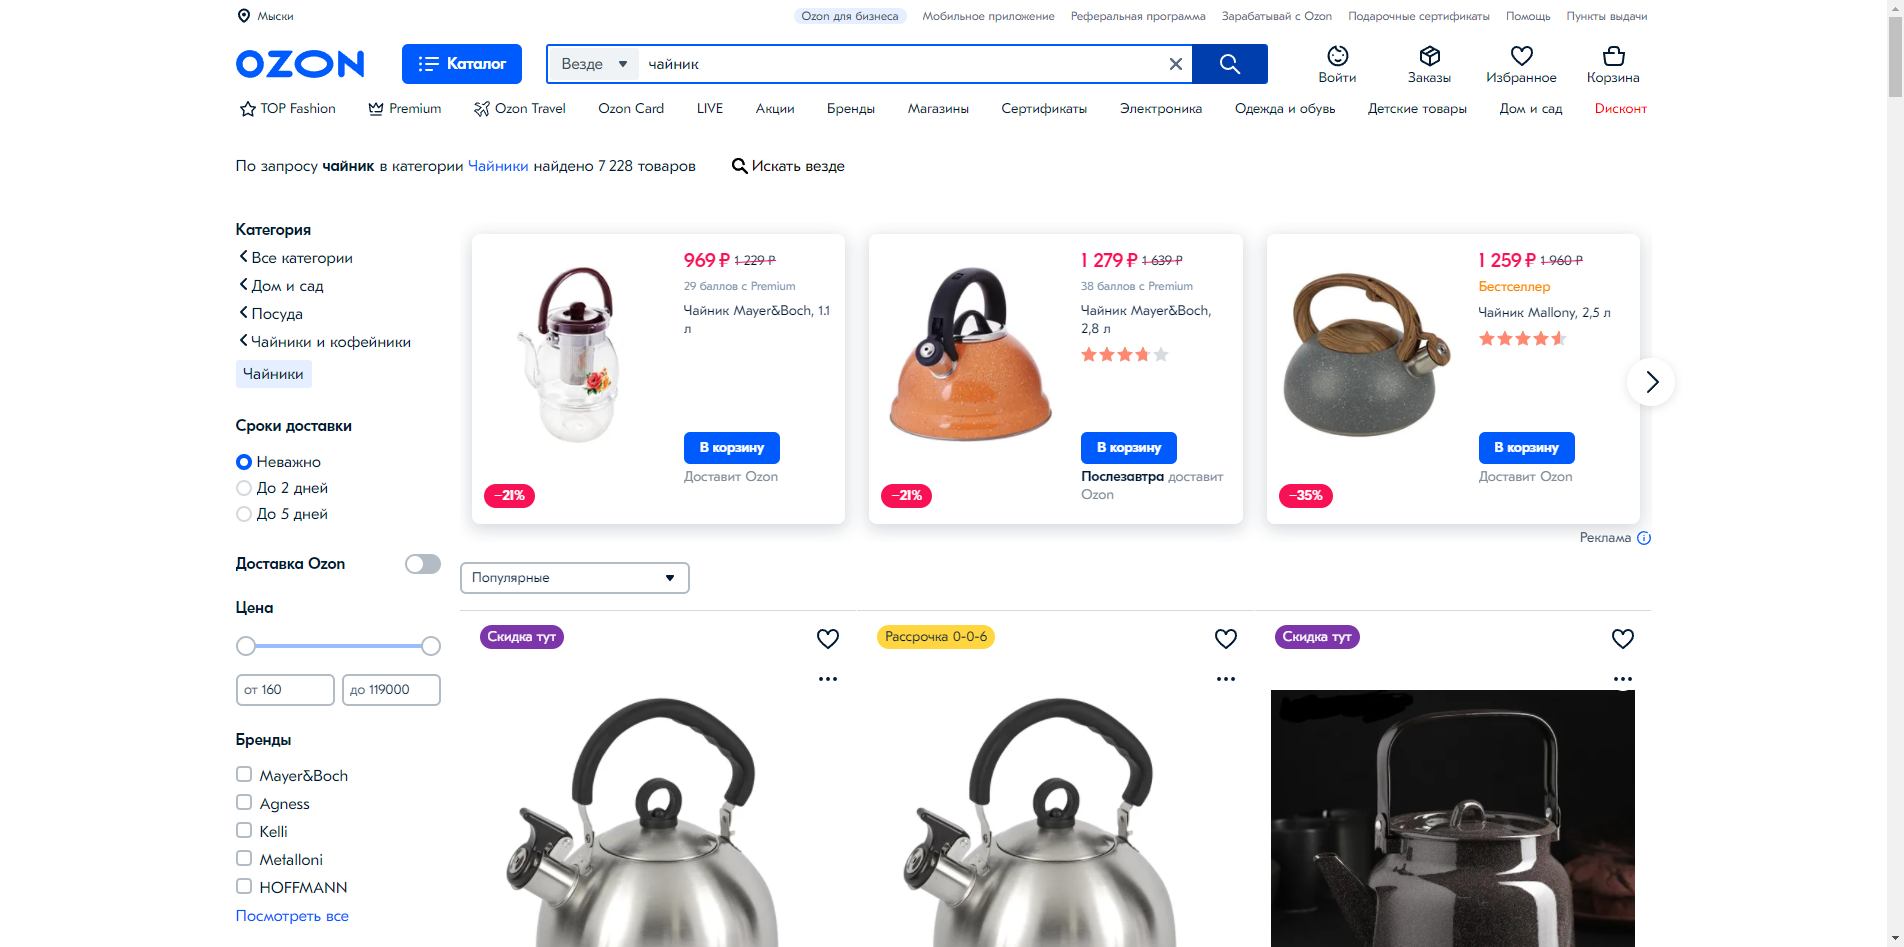 Мыски
Ozon для бизнеса Мобильное приложение Реферальная программа Зарабатывай с Ozon Подарочные сертификаты Помощь Пункты выдачи
OZON
Каталог
Везде
чайник
Войти Заказы Избранное Корзина
TOP Fashion Premium Ozon Travel Ozon Card LIVE Акции Бренды Магазины Сертификаты Электроника Одежда и обувь Детские товары Дом и сад Dисконт
По запросу чайник в категории Чайники найдено 7 228 товаров
Искать везде
Категория
Все категории
Дом и сад
Посуда
Чайники и кофейники
Чайники
Сроки доставки
Неважно
До 2 дней
До 5 дней
Доставка Ozon
Цена
от 160
до 119000
Бренды
Mayer&Boch
Agness
Kelli
Metalloni
HOFFMANN
Посмотреть все
969 ₽ 1 229 ₽
29 баллов с Premium
Чайник Mayer&Boch, 1.1
л
В корзину
Доставит Ozon
−21%
1 279 ₽ 1 639 ₽
38 баллов с Premium
Чайник Mayer&Boch,
2,8 л
В корзину
Послезавтра доставит
Ozon
−21%
1 259 ₽ 1 960 ₽
Бестселлер
Чайник Mallony, 2,5 л
В корзину
Доставит Ozon
−35%
Реклама
Популярные
Скидка тут
Рассрочка 0-0-6
Скидка тут